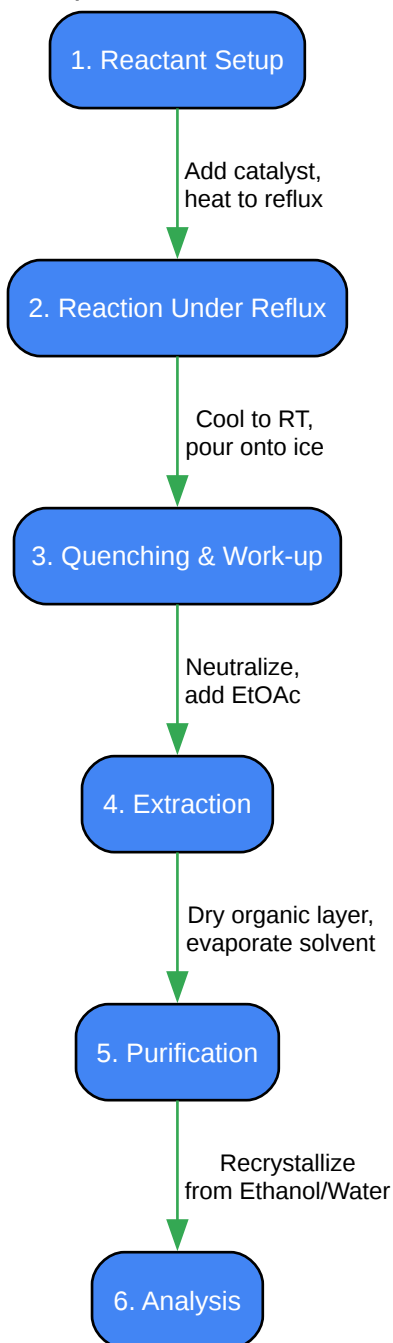 1. Reactant Setup
Add catalyst,
heat to reflux
2. Reaction Under Reflux
Cool to RT,
pour onto ice
3. Quenching & Work-up
Neutralize,
add EtOAc
4. Extraction
Dry organic layer,
evaporate solvent
5. Purification
Recrystallize
from Ethanol/Water
6. Analysis